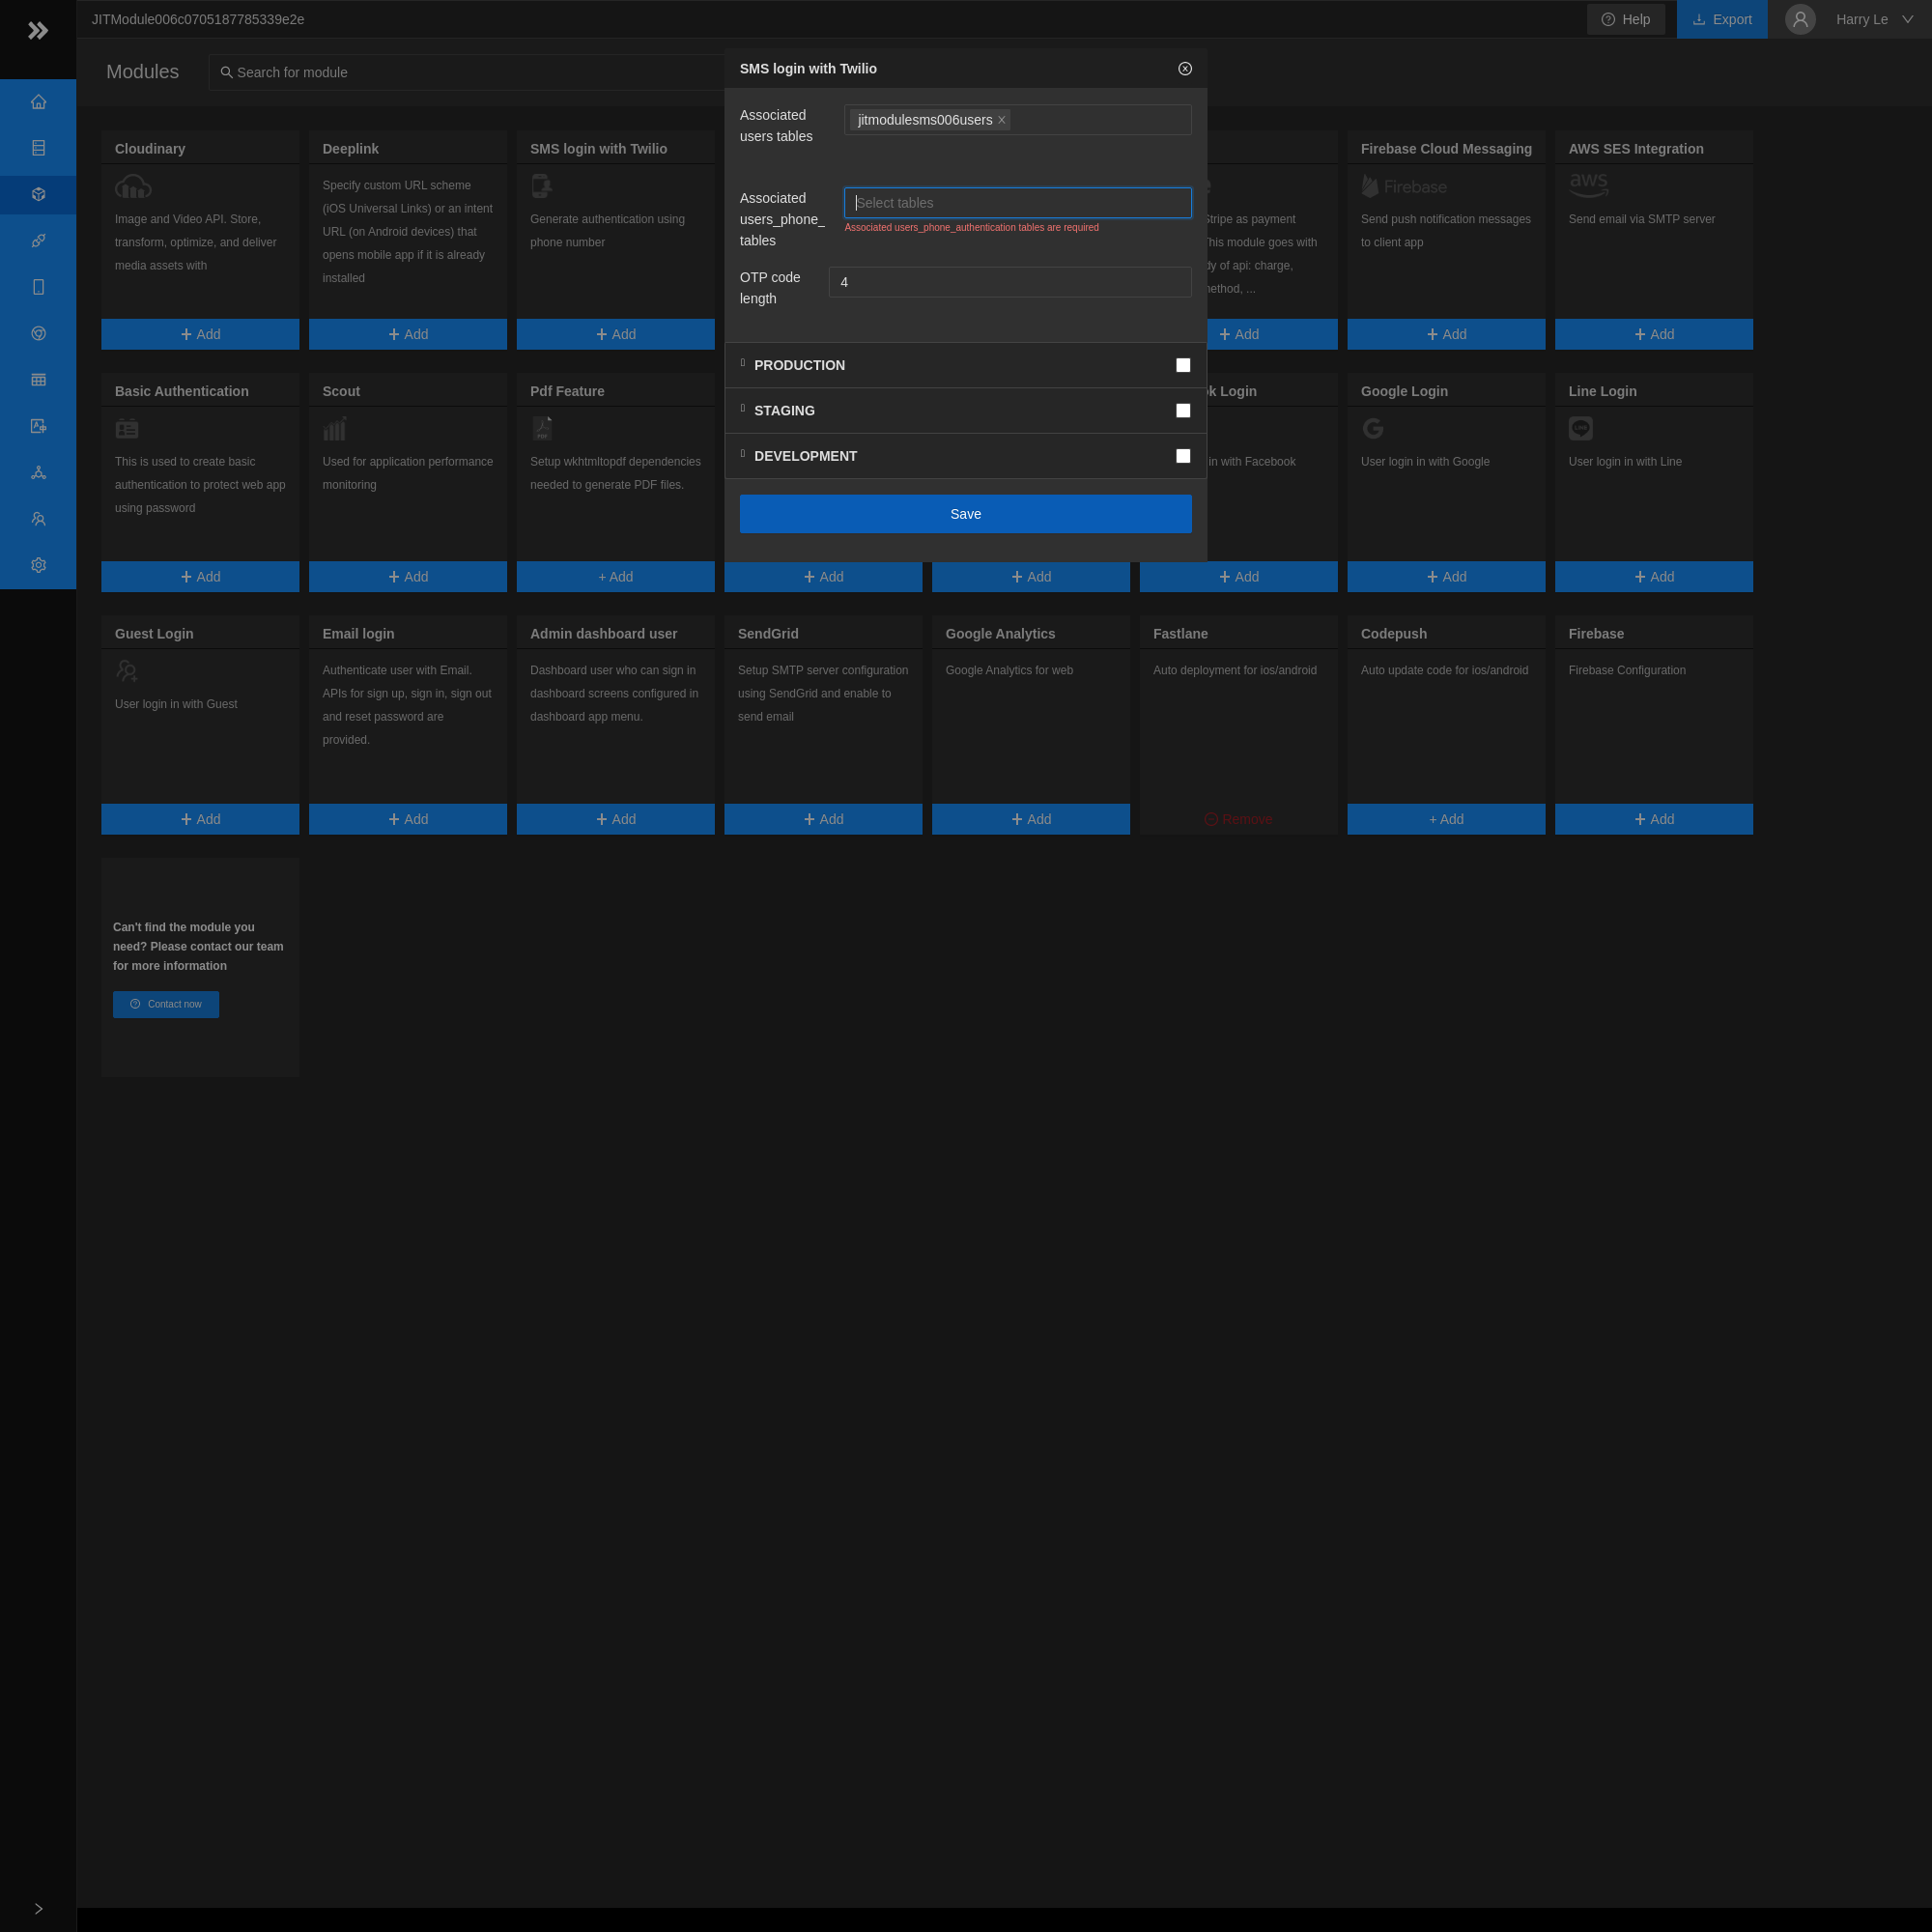 JITModule006c0705187785339e2e
Help
Export
Harry Le
Modules
Search for module
SMS login with Twilio
Associated
users tables
jitmodulesms006users
Associated
users_phone_
tables
Select tables
Associated users_phone_authentication tables are required
OTP code
length
4
PRODUCTION
STAGING
DEVELOPMENT
Save
Cloudinary
Image and Video API. Store,
transform, optimize, and deliver
media assets with
+ Add
Deeplink
Specify custom URL scheme
(iOS Universal Links) or an intent
URL (on Android devices) that
opens mobile app if it is already
installed
+ Add
SMS login with Twilio
Generate authentication using
phone number
+ Add
Stripe as payment
This module goes with
dy of api: charge,
method, ...
+ Add
Firebase Cloud Messaging
Firebase
Send push notification messages
to client app
+ Add
AWS SES Integration
aws
Send email via SMTP server
+ Add
Basic Authentication
This is used to create basic
authentication to protect web app
using password
+ Add
Scout
Used for application performance
monitoring
+ Add
Pdf Feature
PDF
Setup wkhtmltopdf dependencies
needed to generate PDF files.
+ Add
+ Add
+ Add
ok Login
in with Facebook
+ Add
Google Login
User login in with Google
+ Add
Line Login
LINE
User login in with Line
+ Add
Guest Login
User login in with Guest
+ Add
Email login
Authenticate user with Email.
APIs for sign up, sign in, sign out
and reset password are
provided.
+ Add
Admin dashboard user
Dashboard user who can sign in
dashboard screens configured in
dashboard app menu.
+ Add
SendGrid
Setup SMTP server configuration
using SendGrid and enable to
send email
+ Add
Google Analytics
Google Analytics for web
+ Add
Fastlane
Auto deployment for ios/android
Remove
Codepush
Auto update code for ios/android
+ Add
Firebase
Firebase Configuration
+ Add
Can't find the module you
need? Please contact our team
for more information
Contact now